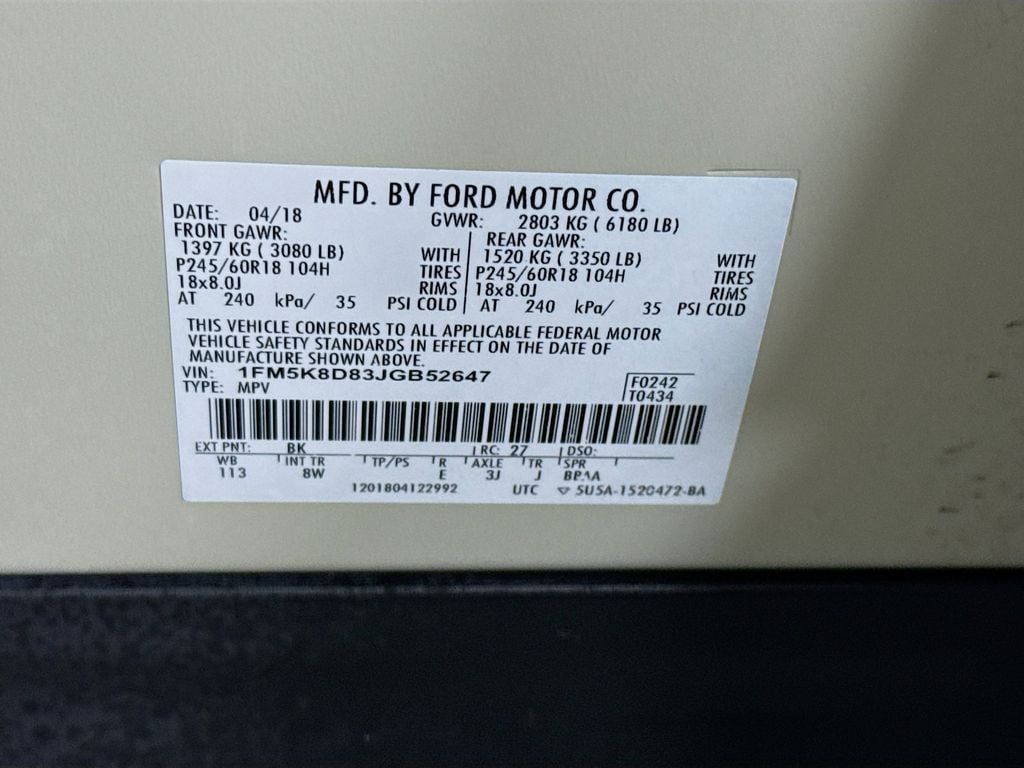 MFD. BY FORD MOTOR CO.
DATE: 04/18 GVWR: 2803 KG ( 6180 LB)
FRONT GAWR: REAR GAWR:
1397 KG ( 3080 LB) WITH 1520 KG ( 3350 LB) WITH
P245/60R18 104H TIRES P245/60R18 104H TIRES
18x8.0J RIMS 18x8.0J RIMS
AT 240 kPa/ 35 PSI COLD AT 240 kPa/ 35 PSI COLD
THIS VEHICLE CONFORMS TO ALL APPLICABLE FEDERAL MOTOR
VEHICLE SAFETY STANDARDS IN EFFECT ON THE DATE OF
MANUFACTURE SHOWN ABOVE.
VIN: 1FM5K8D83JGB52647 F0242
TYPE: MPV T0434
EXT PNT: BK RC: 27 DSO:
WB INT TR TP/PS R AXLE TR SPR
113 8W E 3J J
1201804122992 UTC 5U5A-1520472-BA